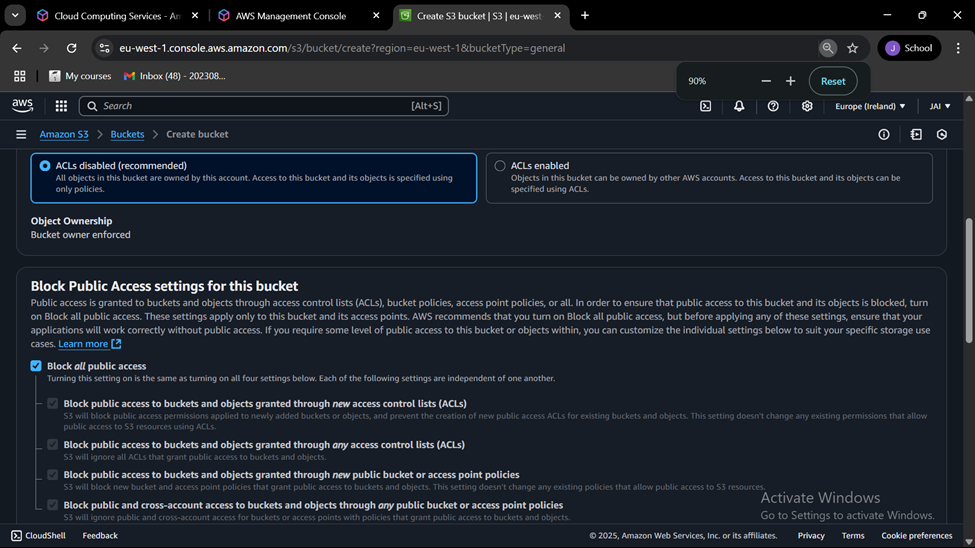 Cloud Computing Services - An
AWS Management Console
Create S3 bucket | S3 | eu-west-
eu-west-1.console.aws.amazon.com/s3/bucket/create?region=eu-west-1&bucketType=general
J School
My courses
Inbox (48) - 202308...
90%
Reset
aws
Search
[Alt+S]
Europe (Ireland)
JAI
Amazon S3
Buckets
Create bucket
ACLs disabled (recommended)
All objects in this bucket are owned by this account. Access to this bucket and its objects is specified using
only policies.
ACLs enabled
Objects in this bucket can be owned by other AWS accounts. Access to this bucket and its objects can be
specified using ACLs.
Object Ownership
Bucket owner enforced
Block Public Access settings for this bucket
Public access is granted to buckets and objects through access control lists (ACLs), bucket policies, access point policies, or all. In order to ensure that public access to this bucket and its objects is blocked, turn
on Block all public access. These settings apply only to this bucket and its access points. AWS recommends that you turn on Block all public access, but before applying any of these settings, ensure that your
applications will work correctly without public access. If you require some level of public access to this bucket or objects within, you can customize the individual settings below to suit your specific storage use
cases. Learn more
Block all public access
Turning this setting on is the same as turning on all four settings below. Each of the following settings are independent of one another.
Block public access to buckets and objects granted through new access control lists (ACLs)
S3 will block public access permissions applied to newly added buckets or objects, and prevent the creation of new public access ACLs for existing buckets and objects. This setting doesn't change any existing permissions that allow
public access to S3 resources using ACLs.
Block public access to buckets and objects granted through any access control lists (ACLs)
S3 will ignore all ACLs that grant public access to buckets and objects.
Block public access to buckets and objects granted through new public bucket or access point policies
S3 will block new bucket and access point policies that grant public access to buckets and objects. This setting doesn't change any existing policies that allow public access to S3 resources.
Block public and cross-account access to buckets and objects through any public bucket or access point policies
S3 will ignore public and cross-account access for buckets or access points with policies that grant public access to buckets and objects.
Activate Windows
Go to Settings to activate Windows.
CloudShell
Feedback
© 2025, Amazon Web Services, Inc. or its affiliates.
Privacy
Terms
Cookie preferences